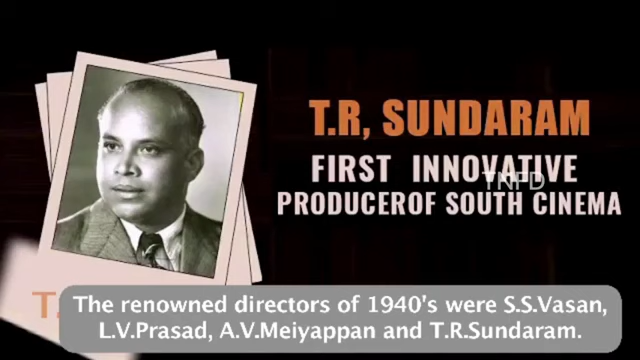 T.R, SUNDARAM
FIRST INNOVATIVE
PRODUCEROF SOUTH CINEMA
TNFD
T.
The renowned directors of 1940's were S.S.Vasan,
L.V.Prasad, A.V.Meiyappan and T.R.Sundaram.